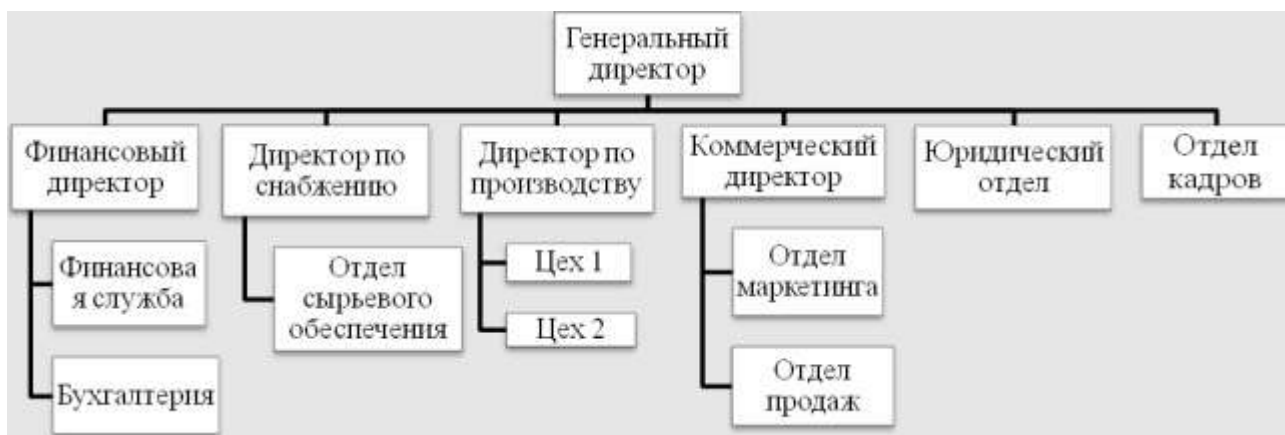 Генеральный
директор
Финансовый
директор
Директор по
снабжению
Директор по
производству
Коммерческий
директор
Юридический
отдел
Отдел
кадров
Финансова
я служба
Бухгалтерия
Отдел
сырьевого
обеспечения
Цех 1
Цех 2
Отдел
маркетинга
Отдел
продаж